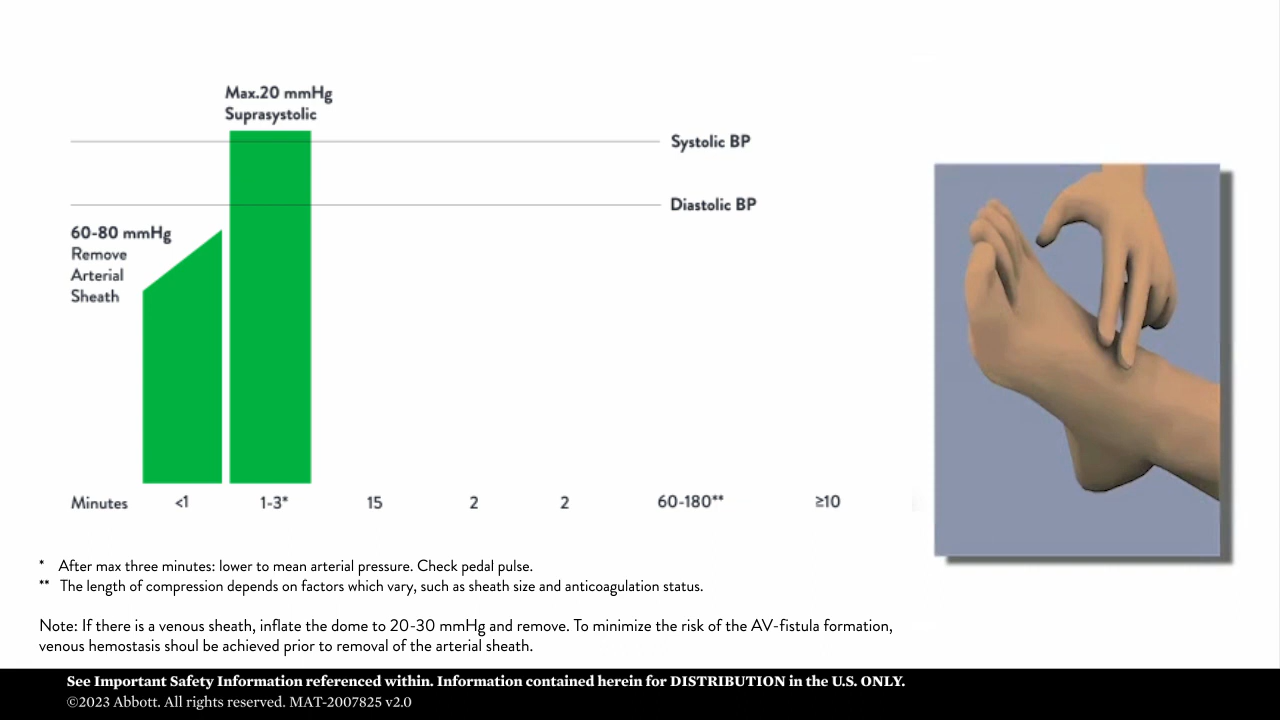 Max.20 mmHg
Suprasystolic
Systolic BP
Diastolic BP
60-80 mmHg
Remove
Arterial
Sheath
Minutes <1 1-3* 15 2 2 60-180** ≥10
* After max three minutes: lower to mean arterial pressure. Check pedal pulse.
** The length of compression depends on factors which vary, such as sheath size and anticoagulation status.
Note: If there is a venous sheath, inflate the dome to 20-30 mmHg and remove. To minimize the risk of the AV-fistula formation,
venous hemostasis shoul be achieved prior to removal of the arterial sheath.
See Important Safety Information referenced within. Information contained herein for DISTRIBUTION in the U.S. ONLY.
©2023 Abbott. All rights reserved. MAT-2007825 v2.0